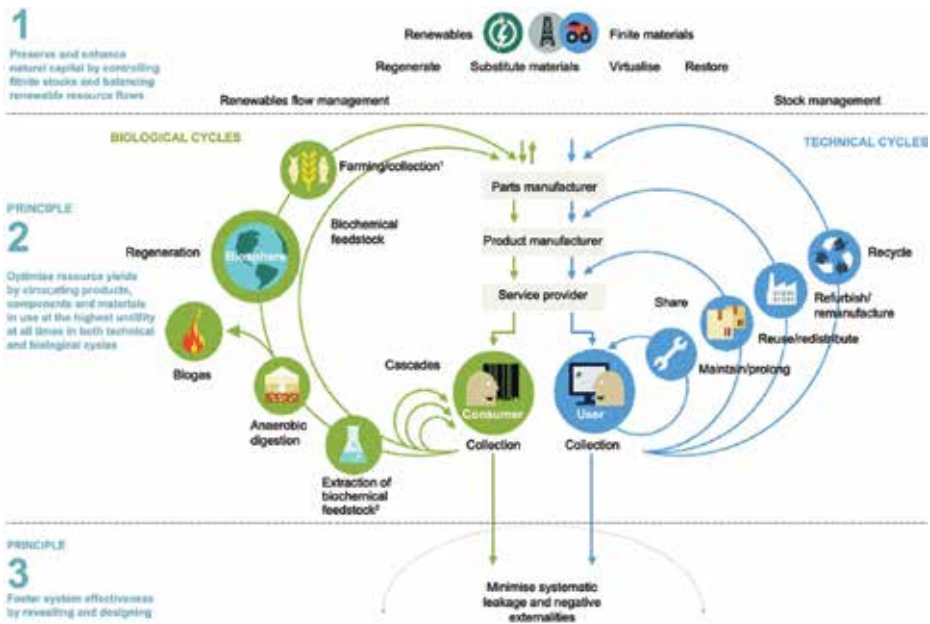 1
Preserve and enhance
natural capital by controlling
finite stocks and balancing
renewable resource flows
Renewables
Finite materials
Regenerate
Substitute materials
Virtualise
Restore
Renewables flow management
Stock management
BIOLOGICAL CYCLES
TECHNICAL CYCLES
PRINCIPLE
2
Optimise resource yields
by circulating products,
components and materials
in use at the highest utility
at all times in both technical
and biological cycles
Farming/collection¹
Biochemical
feedstock
Regeneration
Biosphere
Biogas
Anaerobic
digestion
Extraction of
biochemical
feedstock²
Cascades
Parts manufacturer
Product manufacturer
Service provider
Consumer
User
Collection
Collection
Share
Maintain/prolong
Reuse/redistribute
Refurbish/
remanufacture
Recycle
PRINCIPLE
3
Foster system effectiveness
by revealing and designing
Minimise systematic
leakage and negative
externalities